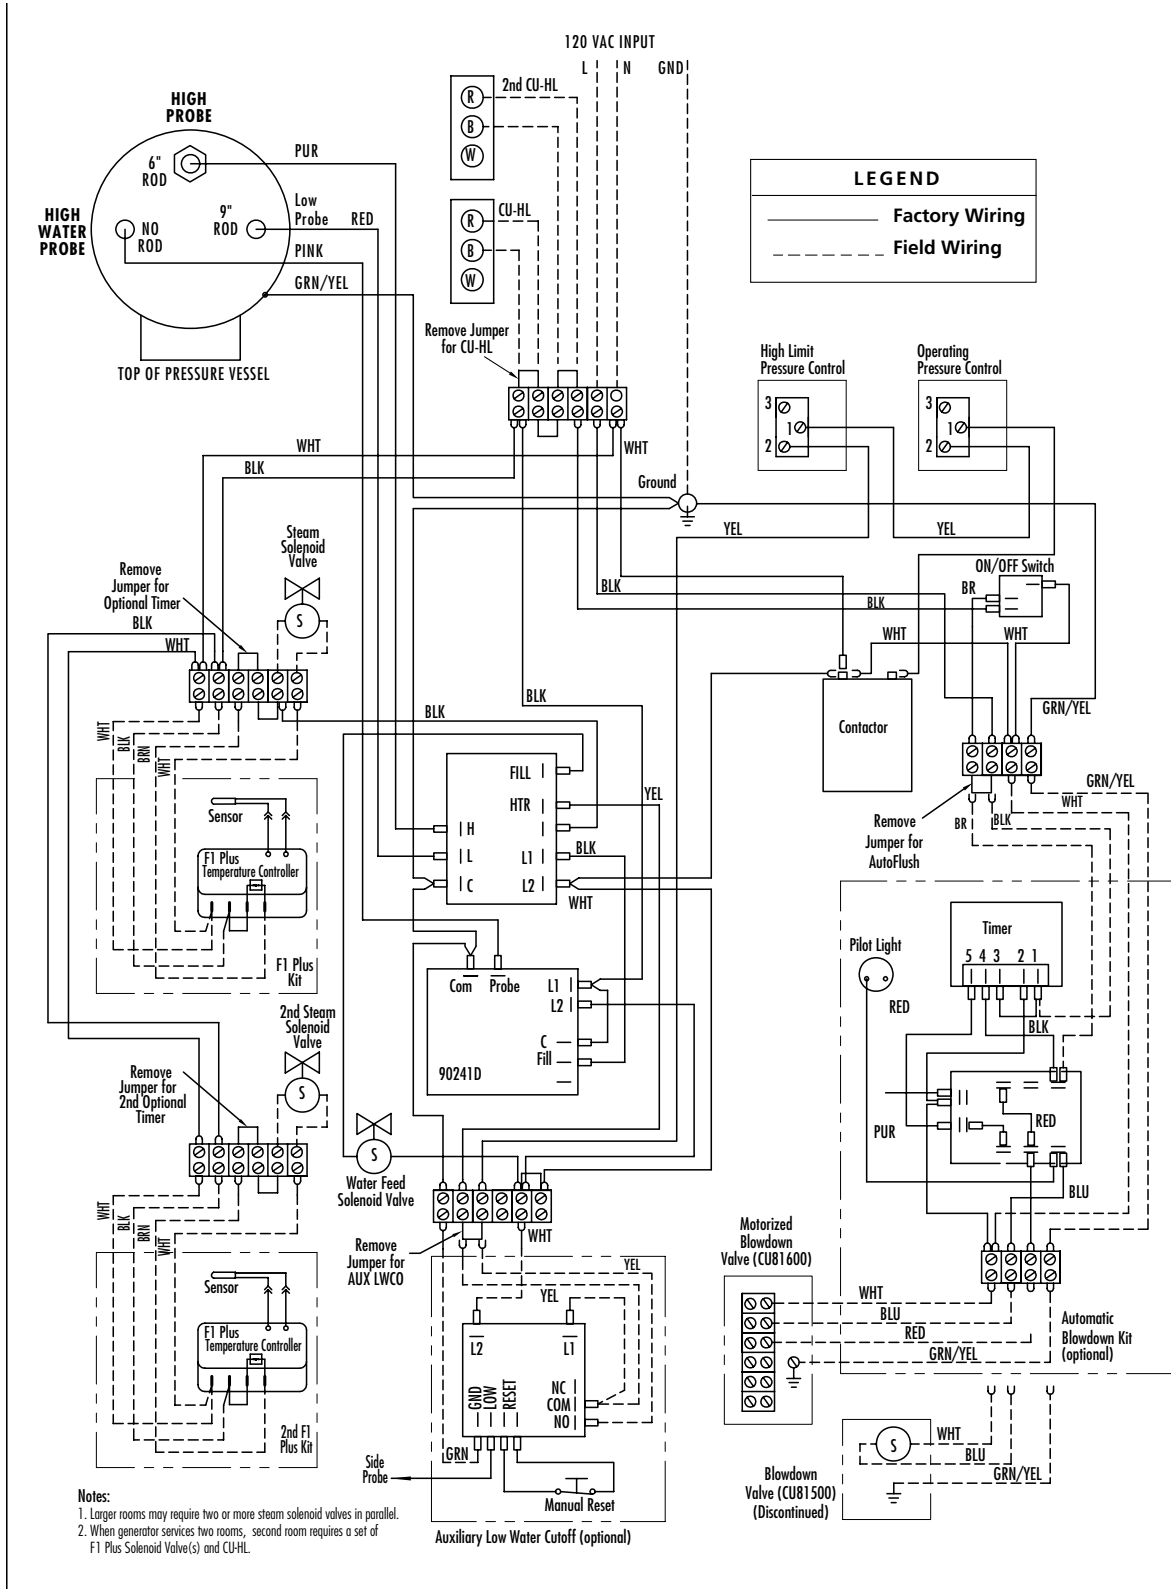 120 VAC INPUT
L
N
GND
2nd CU-HL
R
B
W
CU-HL
R
B
W
HIGH
PROBE
6"
ROD
PUR
HIGH
WATER
PROBE
NO
ROD
9"
ROD
Low
Probe
RED
PINK
GRN/YEL
TOP OF PRESSURE VESSEL
LEGEND
Factory Wiring
Field Wiring
Remove Jumper
for CU-HL
High Limit
Pressure Control
3
1
2
Operating
Pressure Control
3
1
2
WHT
BLK
WHT
Ground
YEL
YEL
Steam
Solenoid
Valve
S
Remove
Jumper for
Optional Timer
BLK
WHT
ON/OFF Switch
BR
BLK
BLK
WHT
WHT
BLK
BLK
Contactor
GRN/YEL
WHT
BLK
BRN
WHT
Sensor
F1 Plus
Temperature Controller
F1 Plus
Kit
FILL
HTR
YEL
H
L
C
L1
L2
BLK
WHT
GRN/YEL
WHT
BR
BLK
Remove
Jumper for
AutoFlush
Timer
5 4 3 2 1
Pilot Light
RED
BLK
RED
PUR
BLU
Com
Probe
L1
L2
C
Fill
90241D
2nd Steam
Solenoid
Valve
S
Remove
Jumper for
2nd Optional
Timer
S
Water Feed
Solenoid Valve
WHT
BLK
BRN
WHT
Sensor
F1 Plus
Temperature Controller
2nd F1
Plus Kit
Remove
Jumper for
AUX LWCO
WHT
YEL
YEL
L2
L1
GND
LOW
RESET
NC
COM
NO
GRN
Side
Probe
Manual Reset
Auxiliary Low Water Cutoff (optional)
Motorized
Blowdown
Valve (CU81600)
WHT
BLU
RED
GRN/YEL
Automatic
Blowdown Kit
(optional)
S
WHT
BLU
GRN/YEL
Blowdown
Valve (CU81500)
(Discontinued)
Notes:
1. Larger rooms may require two or more steam solenoid valves in parallel.
2. When generator services two rooms, second room requires a set of
F1 Plus Solenoid Valve(s) and CU-HL.